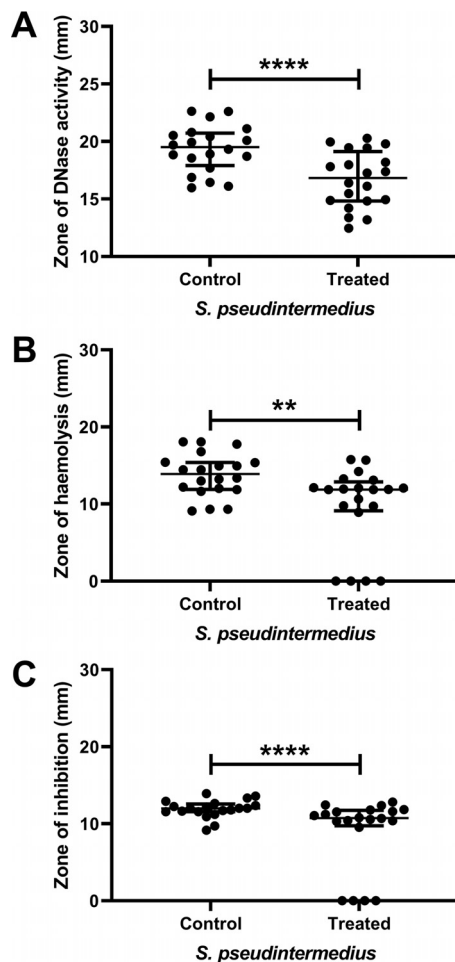 A
Zone of DNase activity (mm)
30
25
20
15
10
****
Control Treated
S. pseudintermedius
B
Zone of haemolysis (mm)
30
20
10
0
**
Control Treated
S. pseudintermedius
C
Zone of inhibition (mm)
30
20
10
0
****
Control Treated
S. pseudintermedius